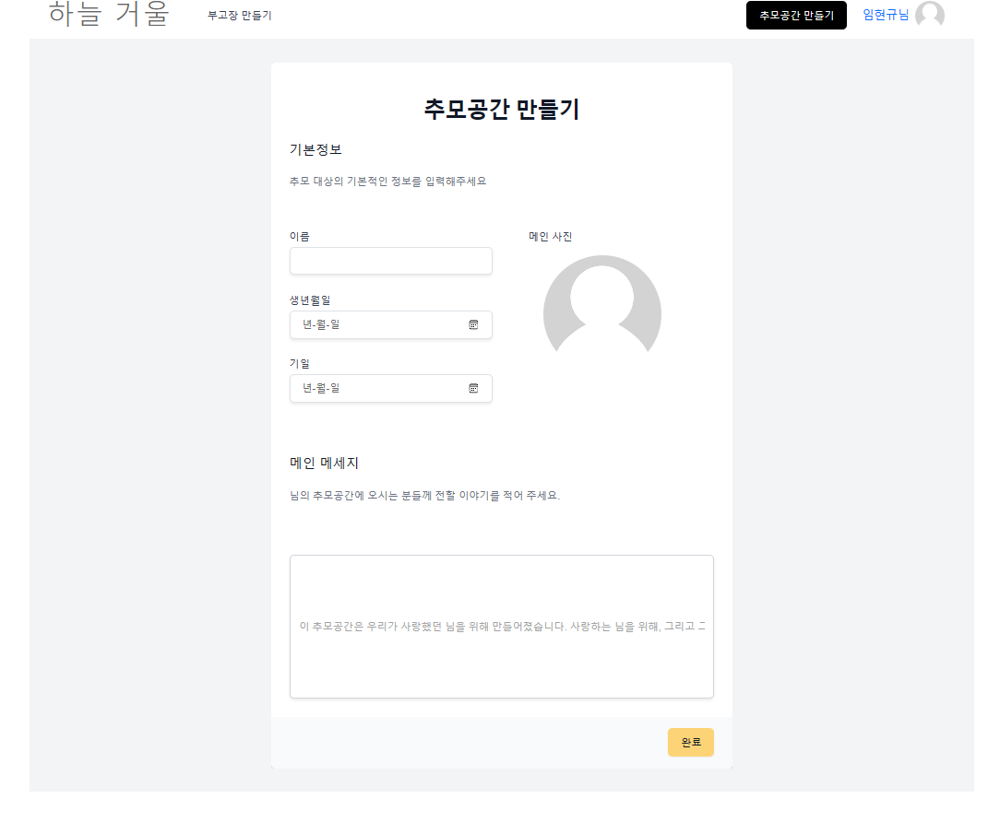 하늘 거울
부고장 만들기
추모공간 만들기
임현규님
추모공간 만들기
기본정보
추모 대상의 기본적인 정보를 입력해주세요
이름
메인 사진
생년월일
년-월-일
기일
년-월-일
메인 메세지
님의 추모공간에 오시는 분들께 전할 이야기를 적어 주세요.
이 추모공간은 우리가 사랑했던 님을 위해 만들어졌습니다. 사랑하는 님을 위해, 그리고
완료